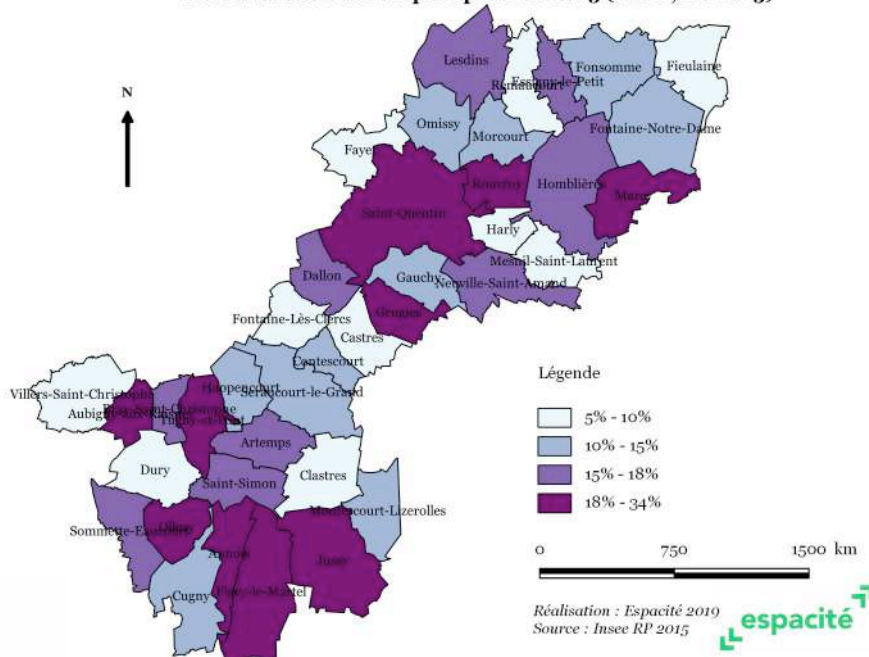 Lesdins
Fonsomme
Fieulaine
Essigny-le-Petit
Remaucourt
N
Omissy
Morcourt
Fontaine-Notre-Dame
Fayet
Rouvroy
Homblières
Marcy
Saint-Quentin
Harly
Mesnil-Saint-Laurent
Dallon
Gauchy
Neuville-Saint-Amand
Grugies
Fontaine-Lès-Clercs
Castres
Contescourt
Légende
Villers-Saint-Christophe
Happencourt
Seraucourt-le-Grand
5% - 10%
10% - 15%
Artemps
15% - 18%
Dury
Clastres
Saint-Simon
18% - 34%
Montescourt-Lizerolles
Sommette-Eaucourt
Ollezy
Annois
Jussy
0 750 1500 km
Cugny
Flavy-le-Martel
Réalisation : Espacité 2019
Source : Insee RP 2015
espacité